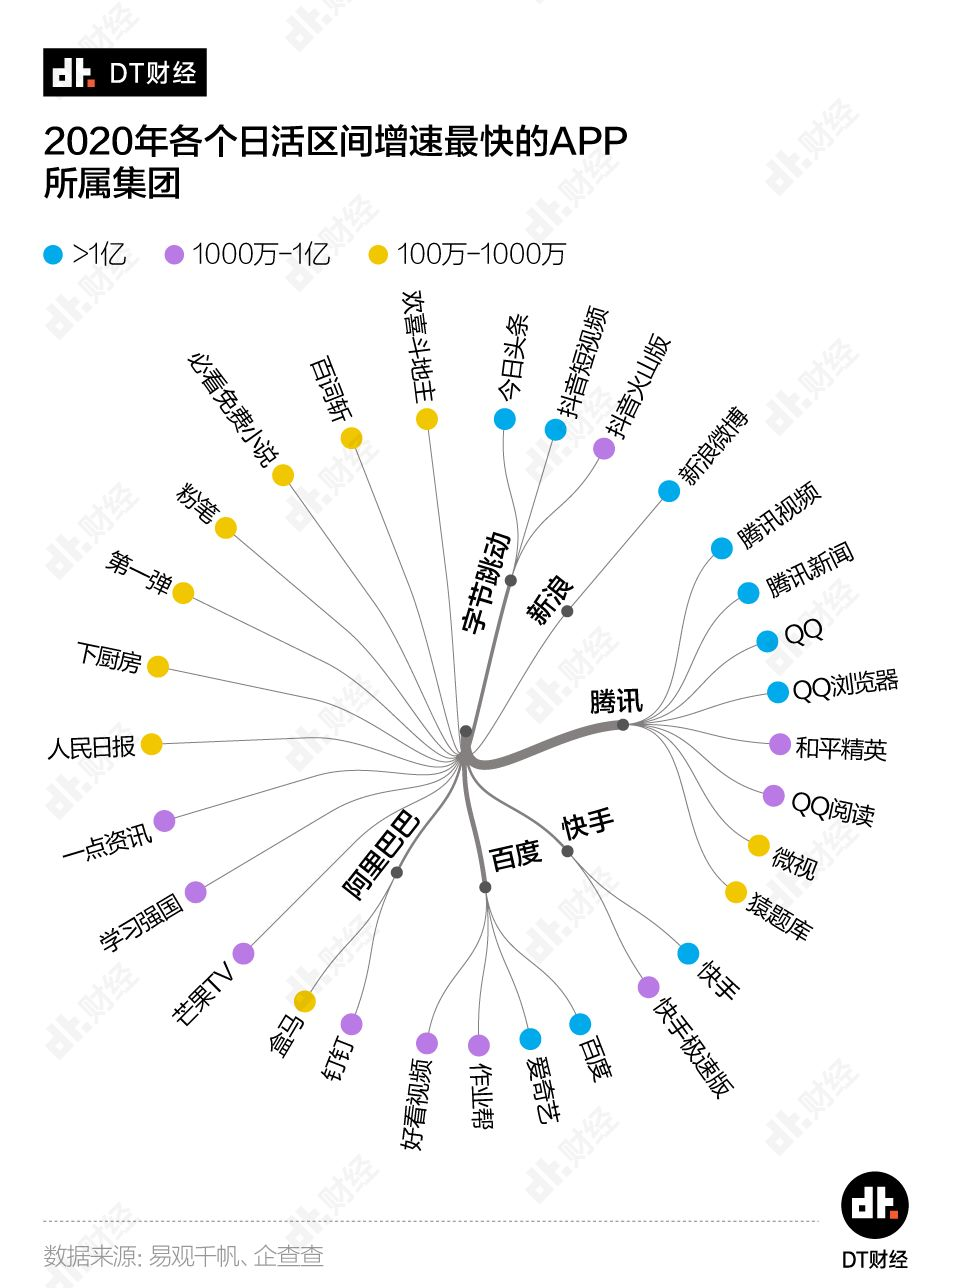 DT财经
2020年各个日活区间增速最快的APP
所属集团
>1亿
1000万-1亿
100万-1000万
欢喜斗地主
今日头条
抖音短视频
抖音火山版
新浪微博
腾讯视频
腾讯新闻
QQ
QQ浏览器
和平精英
QQ阅读
微视
猿题库
快手
快手极速版
百度
爱奇艺
作业帮
好看视频
钉钉
盒马
芒果TV
学习强国
一点资讯
人民日报
下厨房
第一弹
粉笔
必看免费小说
百词斩
字节跳动
新浪
腾讯
快手
百度
阿里巴巴
数据来源: 易观千帆、企查查
DT财经